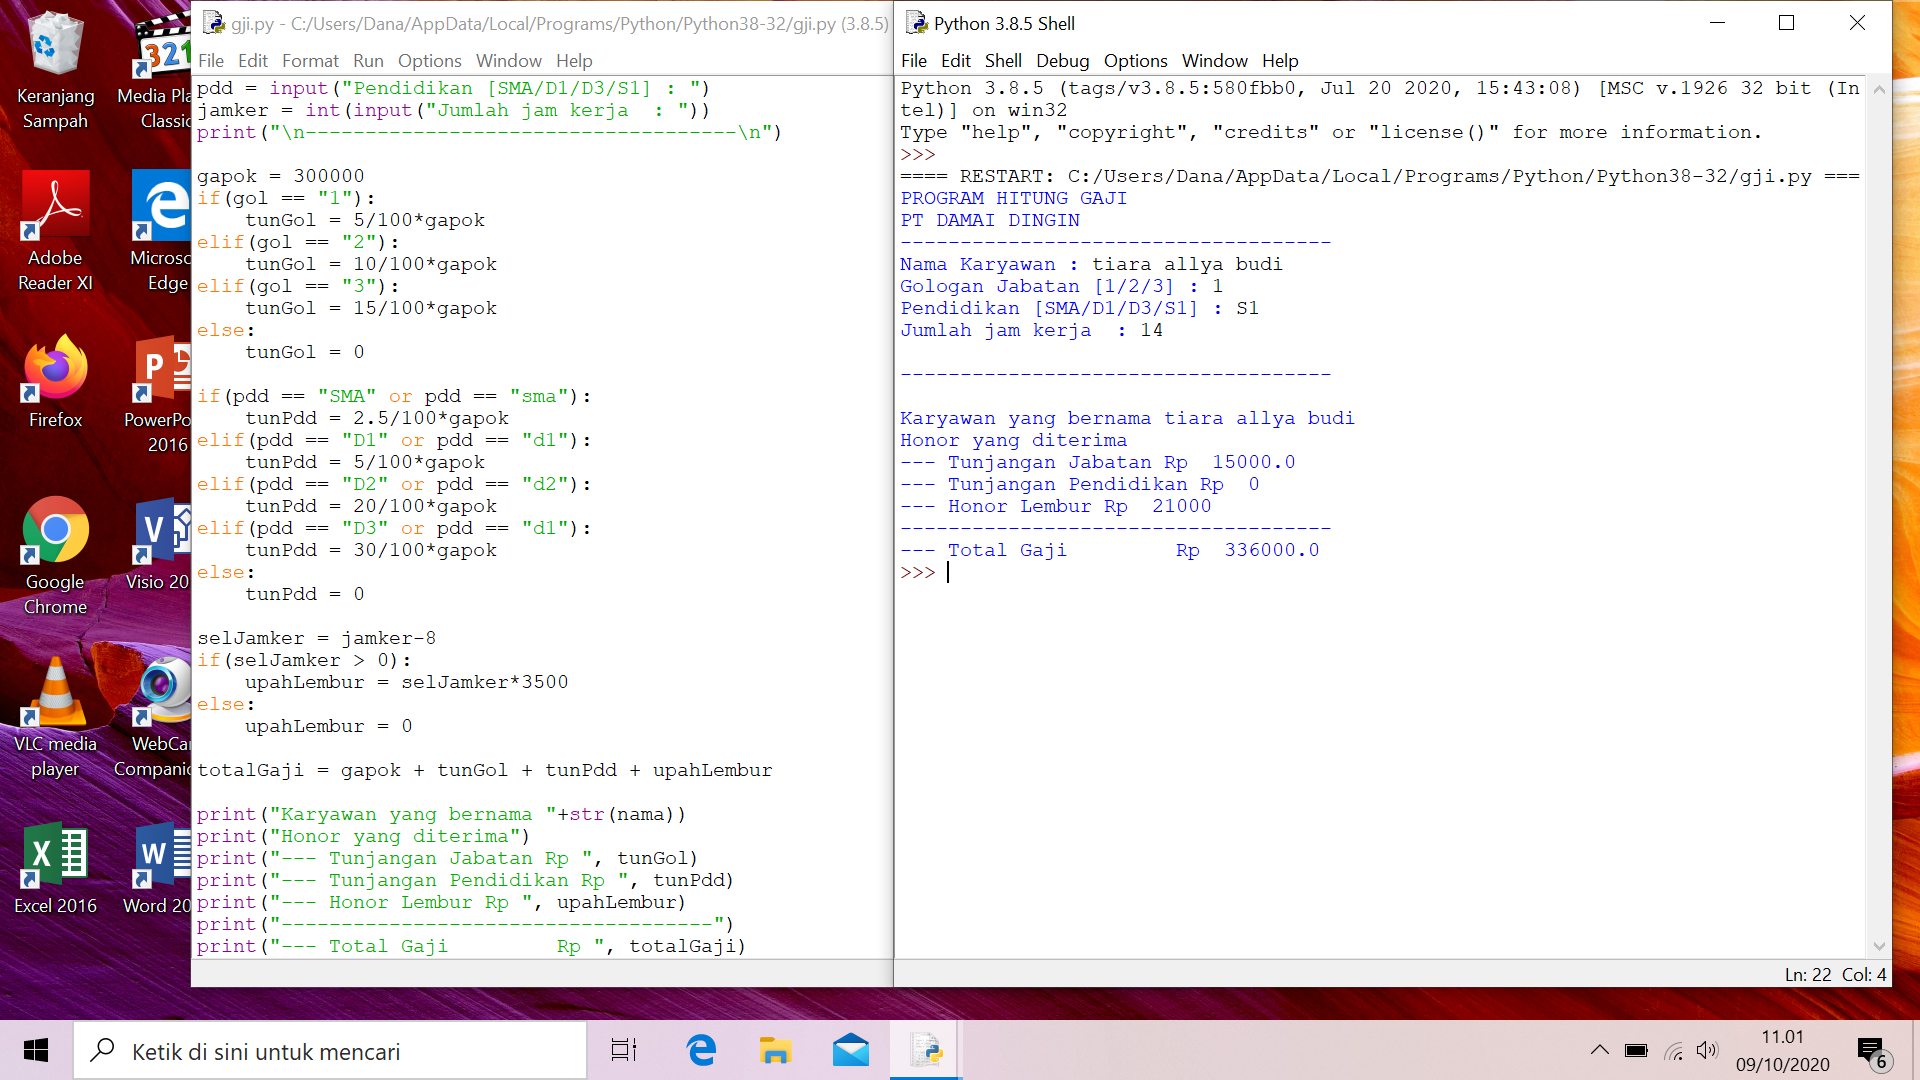 Keranjang Sampah
Media Pla
Classic
Adobe Reader XI
Microsc
Edge
Firefox
PowerPo
2016
Google Chrome
Visio 20
VLC media player
WebCa
Companic
Excel 2016
Word 20
gji.py - C:/Users/Dana/AppData/Local/Programs/Python/Python38-32/gji.py (3.8.5)
File Edit Format Run Options Window Help
pdd = input("Pendidikan [SMA/D1/D3/S1] : ")
jamker = int(input("Jumlah jam kerja  : "))
print("\n------------------------------------\n")
gapok = 300000
if(gol == "1"):
    tunGol = 5/100*gapok
elif(gol == "2"):
    tunGol = 10/100*gapok
elif(gol == "3"):
    tunGol = 15/100*gapok
else:
    tunGol = 0
if(pdd == "SMA" or pdd == "sma"):
    tunPdd = 2.5/100*gapok
elif(pdd == "D1" or pdd == "d1"):
    tunPdd = 5/100*gapok
elif(pdd == "D2" or pdd == "d2"):
    tunPdd = 20/100*gapok
elif(pdd == "D3" or pdd == "d1"):
    tunPdd = 30/100*gapok
else:
    tunPdd = 0
selJamker = jamker-8
if(selJamker > 0):
    upahLembur = selJamker*3500
else:
    upahLembur = 0
totalGaji = gapok + tunGol + tunPdd + upahLembur
print("Karyawan yang bernama "+str(nama))
print("Honor yang diterima")
print("--- Tunjangan Jabatan Rp ", tunGol)
print("--- Tunjangan Pendidikan Rp ", tunPdd)
print("--- Honor Lembur Rp ", upahLembur)
print("------------------------------------")
print("--- Total Gaji         Rp ", totalGaji)
Python 3.8.5 Shell
File Edit Shell Debug Options Window Help
Python 3.8.5 (tags/v3.8.5:580fbb0, Jul 20 2020, 15:43:08) [MSC v.1926 32 bit (In
tel)] on win32
Type "help", "copyright", "credits" or "license()" for more information.
>>>
==== RESTART: C:/Users/Dana/AppData/Local/Programs/Python/Python38-32/gji.py ===
PROGRAM HITUNG GAJI
PT DAMAI DINGIN
------------------------------------
Nama Karyawan : tiara allya budi
Gologan Jabatan [1/2/3] : 1
Pendidikan [SMA/D1/D3/S1] : S1
Jumlah jam kerja  : 14
------------------------------------
Karyawan yang bernama tiara allya budi
Honor yang diterima
--- Tunjangan Jabatan Rp  15000.0
--- Tunjangan Pendidikan Rp  0
--- Honor Lembur Rp  21000
------------------------------------
--- Total Gaji         Rp  336000.0
>>>
Ln: 22 Col: 4
Ketik di sini untuk mencari
11.01
09/10/2020
6